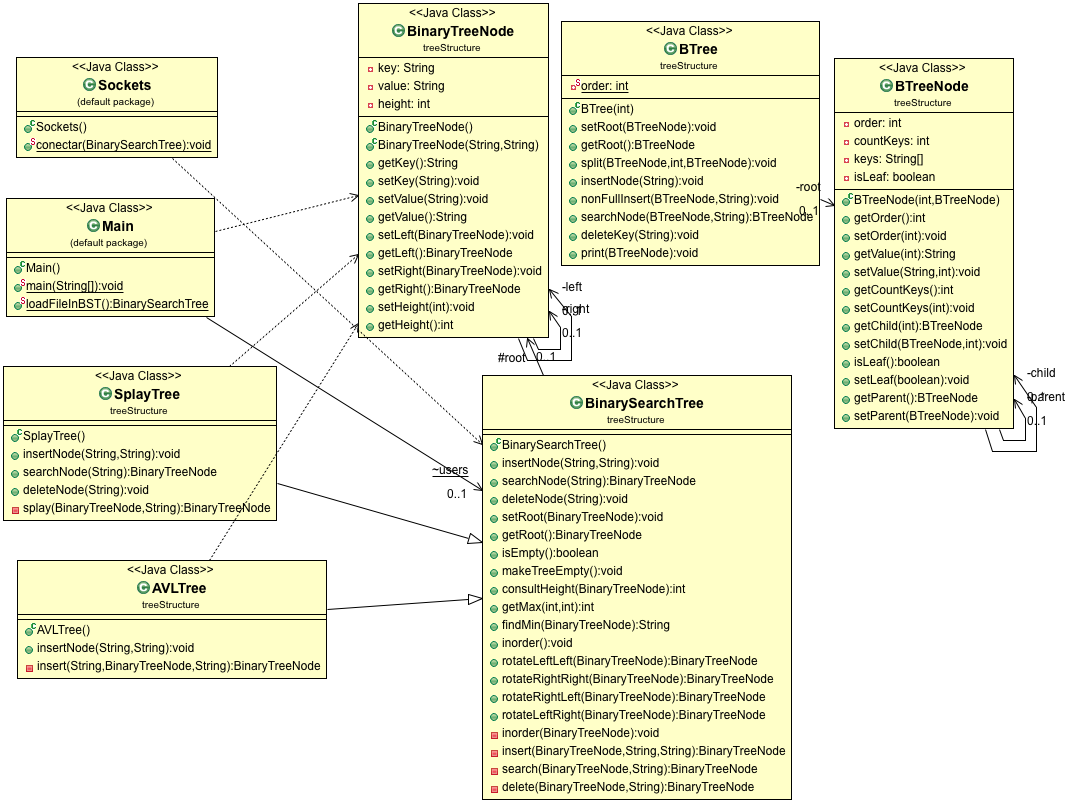 <<Java Class>>
Sockets
(default package)
Sockets()
conectar(BinarySearchTree):void
<<Java Class>>
Main
(default package)
Main()
main(String[]):void
loadFileInBST():BinarySearchTree
<<Java Class>>
SplayTree
treeStructure
SplayTree()
insertNode(String,String):void
searchNode(String):BinaryTreeNode
deleteNode(String):void
splay(BinaryTreeNode,String):BinaryTreeNode
<<Java Class>>
AVLTree
treeStructure
AVLTree()
insertNode(String,String):void
insert(String,BinaryTreeNode,String):BinaryTreeNode
<<Java Class>>
BinaryTreeNode
treeStructure
key: String
value: String
height: int
BinaryTreeNode()
BinaryTreeNode(String,String)
getKey():String
setKey(String):void
setValue(String):void
getValue():String
setLeft(BinaryTreeNode):void
getLeft():BinaryTreeNode
setRight(BinaryTreeNode):void
getRight():BinaryTreeNode
setHeight(int):void
getHeight():int
-left
0..1
-right
0..1
#root
0..1
~users
0..1
<<Java Class>>
BinarySearchTree
treeStructure
BinarySearchTree()
insertNode(String,String):void
searchNode(String):BinaryTreeNode
deleteNode(String):void
setRoot(BinaryTreeNode):void
getRoot():BinaryTreeNode
isEmpty():boolean
makeTreeEmpty():void
consultHeight(BinaryTreeNode):int
getMax(int,int):int
findMin(BinaryTreeNode):String
inorder():void
rotateLeftLeft(BinaryTreeNode):BinaryTreeNode
rotateRightRight(BinaryTreeNode):BinaryTreeNode
rotateRightLeft(BinaryTreeNode):BinaryTreeNode
rotateLeftRight(BinaryTreeNode):BinaryTreeNode
inorder(BinaryTreeNode):void
insert(BinaryTreeNode,String,String):BinaryTreeNode
search(BinaryTreeNode,String):BinaryTreeNode
delete(BinaryTreeNode,String):BinaryTreeNode
<<Java Class>>
BTree
treeStructure
order: int
BTree(int)
setRoot(BTreeNode):void
getRoot():BTreeNode
split(BTreeNode,int,BTreeNode):void
insertNode(String):void
nonFullInsert(BTreeNode,String):void
searchNode(BTreeNode,String):BTreeNode
deleteKey(String):void
print(BTreeNode):void
-root
0..1
<<Java Class>>
BTreeNode
treeStructure
order: int
countKeys: int
keys: String[]
isLeaf: boolean
BTreeNode(int,BTreeNode)
getOrder():int
setOrder(int):void
getValue(int):String
setValue(String,int):void
getCountKeys():int
setCountKeys(int):void
getChild(int):BTreeNode
setChild(BTreeNode,int):void
isLeaf():boolean
setLeaf(boolean):void
getParent():BTreeNode
setParent(BTreeNode):void
-child
0..1
-parent
0..1